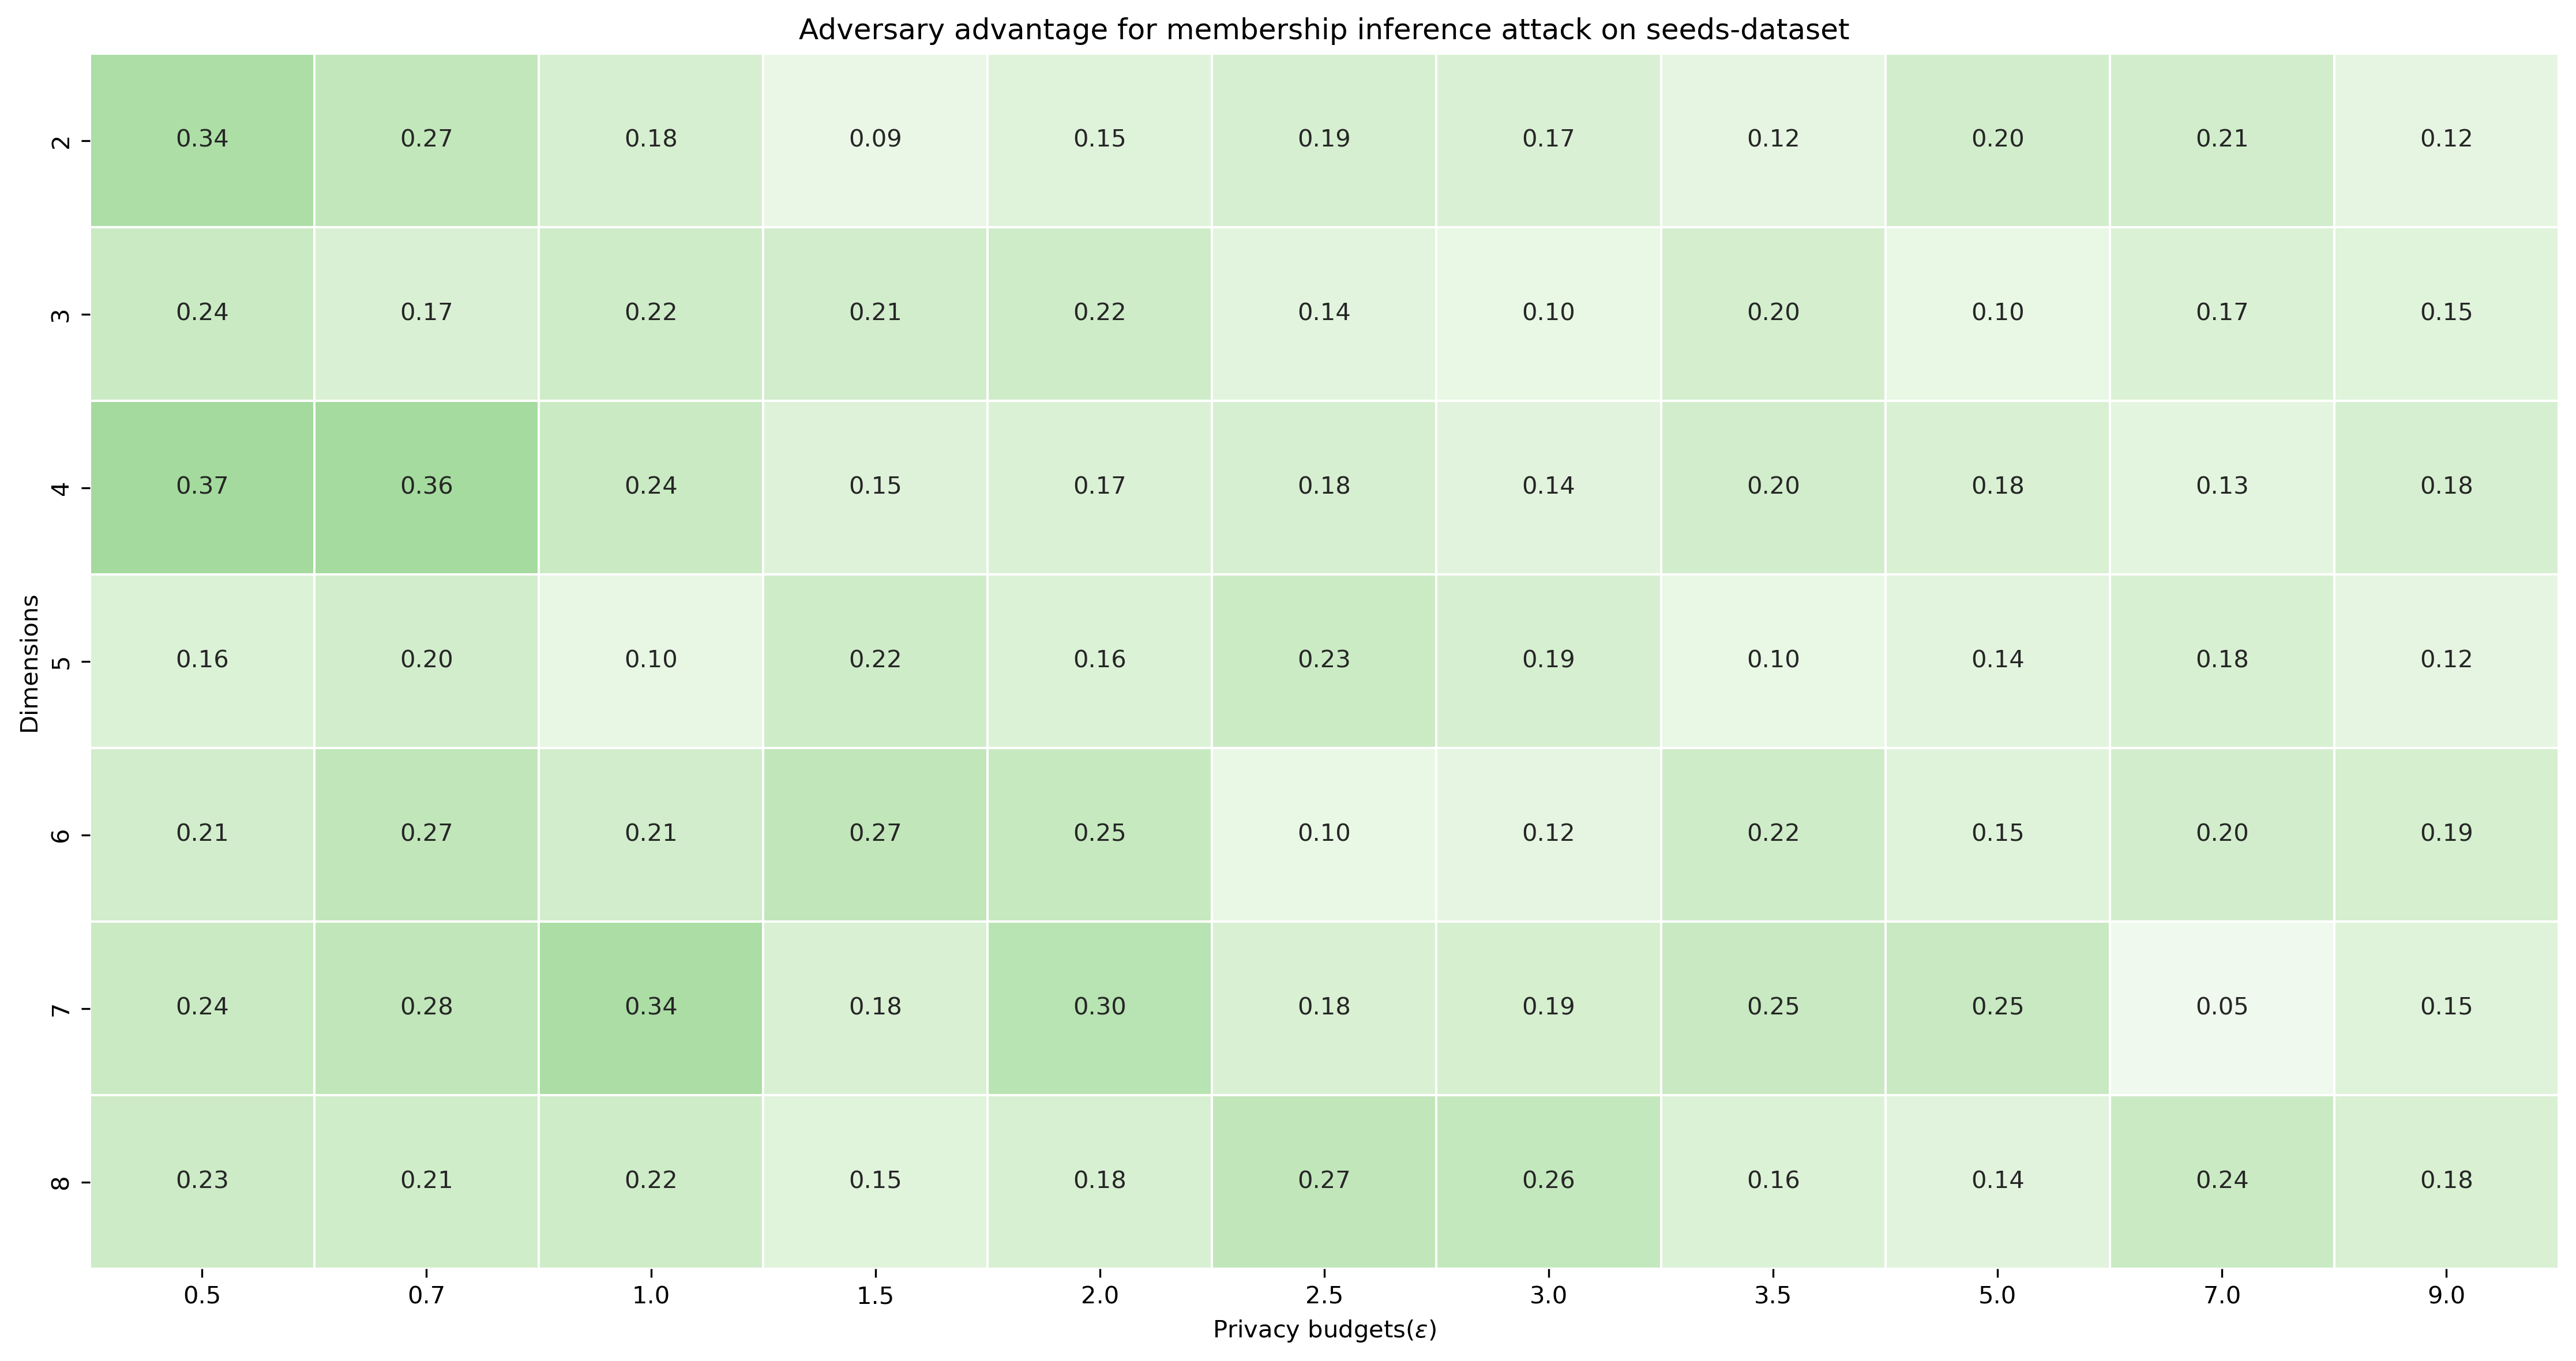 Adversary advantage for membership inference attack on seeds-dataset
2 0.34 0.27 0.18 0.09 0.15 0.19 0.17 0.12 0.20 0.21 0.12
3 0.24 0.17 0.22 0.21 0.22 0.14 0.10 0.20 0.10 0.17 0.15
4 0.37 0.36 0.24 0.15 0.17 0.18 0.14 0.20 0.18 0.13 0.18
Dimensions
5 0.16 0.20 0.10 0.22 0.16 0.23 0.19 0.10 0.14 0.18 0.12
6 0.21 0.27 0.21 0.27 0.25 0.10 0.12 0.22 0.15 0.20 0.19
7 0.24 0.28 0.34 0.18 0.30 0.18 0.19 0.25 0.25 0.05 0.15
8 0.23 0.21 0.22 0.15 0.18 0.27 0.26 0.16 0.14 0.24 0.18
0.5 0.7 1.0 1.5 2.0 2.5 3.0 3.5 5.0 7.0 9.0
Privacy budgets(ε)